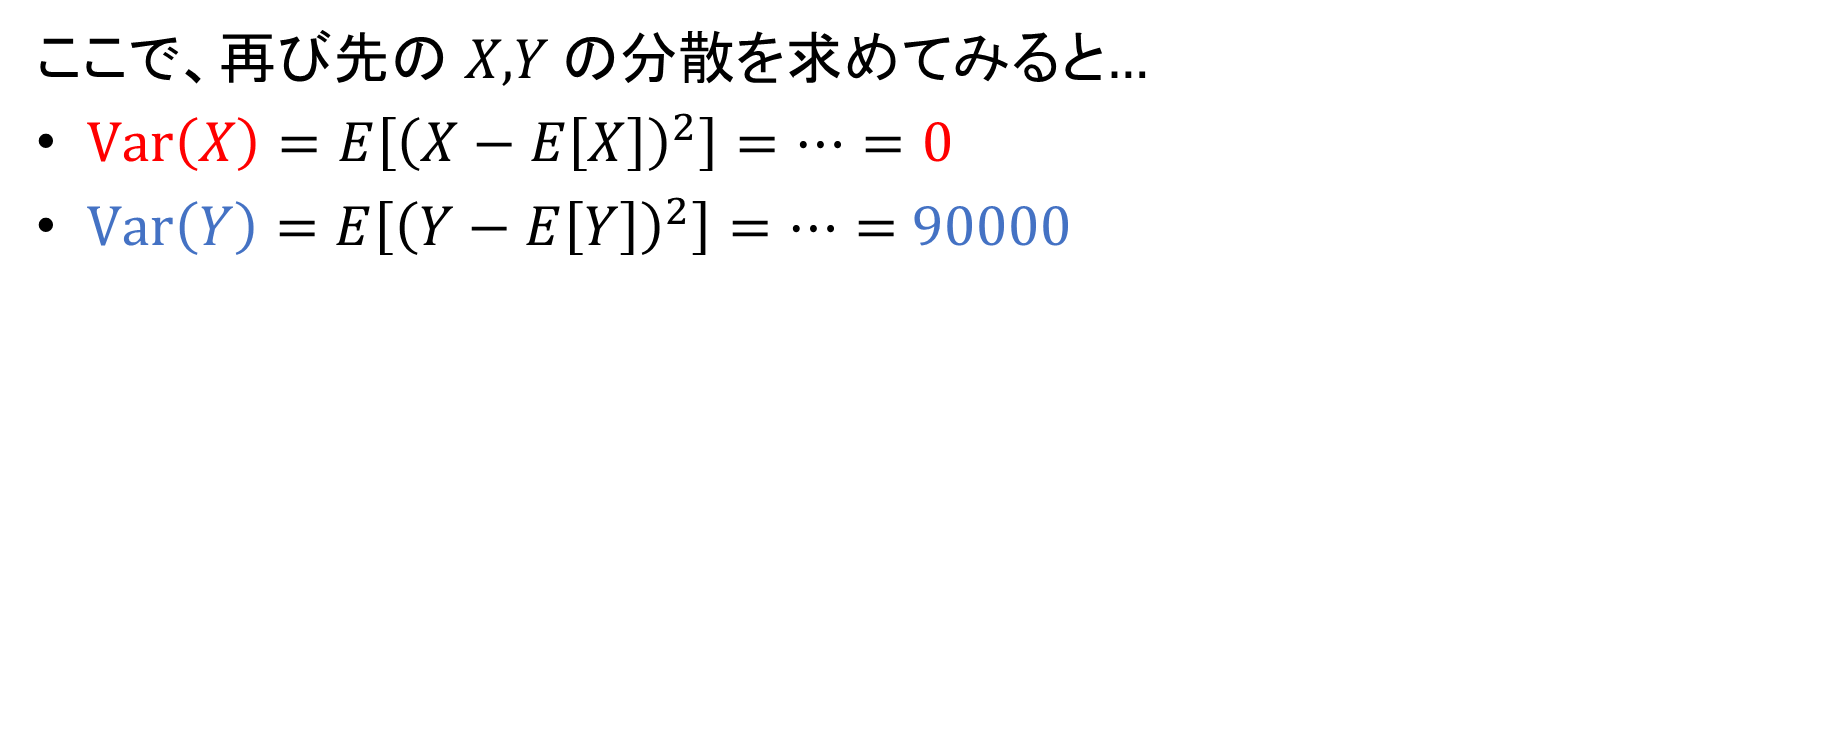 ここで、再び先の X,Y の分散を求めてみると…
• Var(X) = E[(X − E[X])²] = ⋯ = 0
• Var(Y) = E[(Y − E[Y])²] = ⋯ = 90000